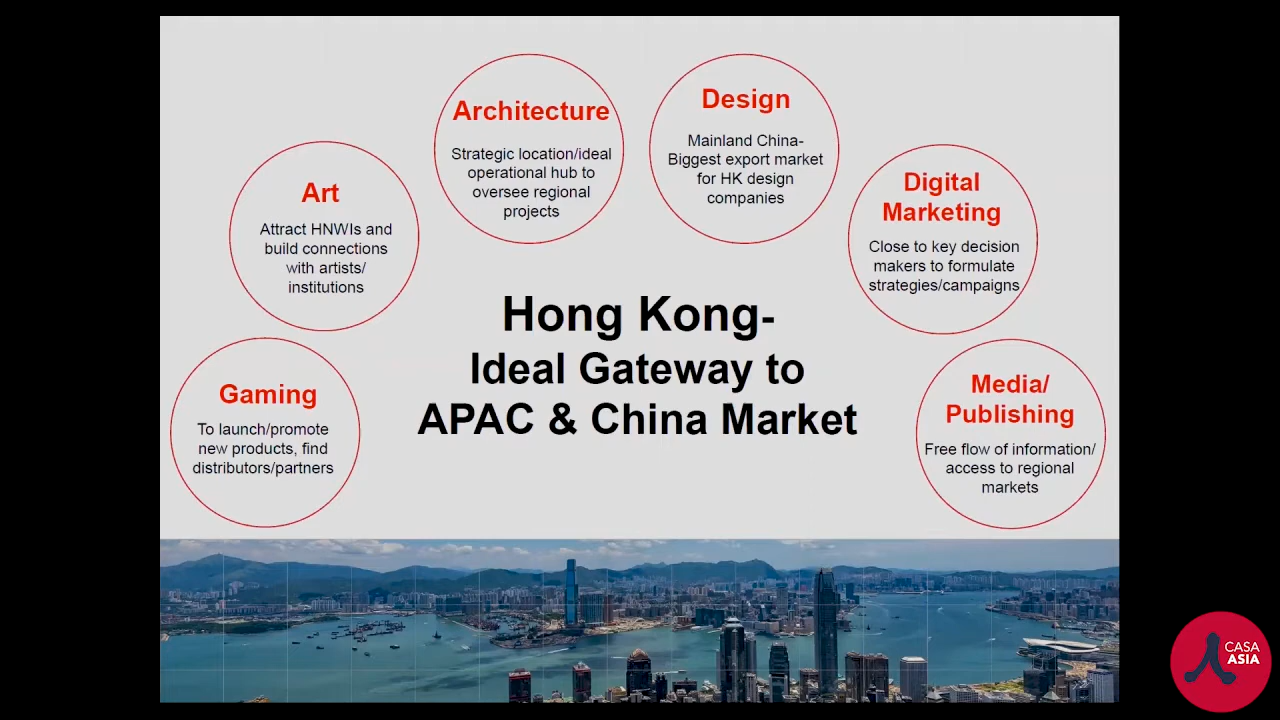 Architecture
Strategic location/ideal
operational hub to
oversee regional
projects
Design
Mainland China-
Biggest export market
for HK design
companies
Art
Attract HNWIs and
build connections
with artists/
institutions
Digital
Marketing
Close to key decision
makers to formulate
strategies/campaigns
Hong Kong-
Ideal Gateway to
APAC & China Market
Gaming
To launch/promote
new products, find
distributors/partners
Media/
Publishing
Free flow of information/
access to regional
markets
CASA
ASIA